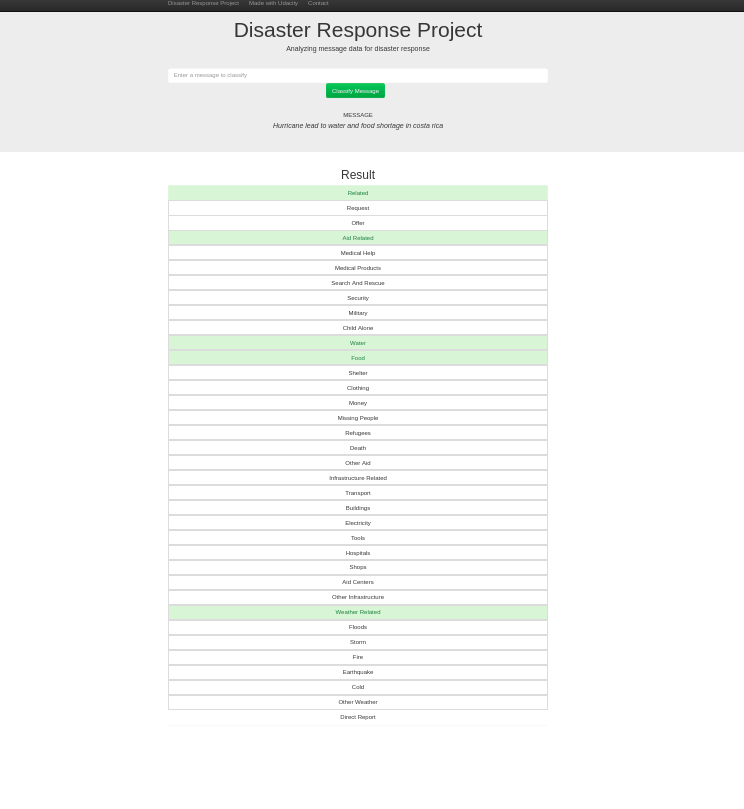 Disaster Response Project Made with Udacity Contact
Disaster Response Project
Analyzing message data for disaster response
Enter a message to classify
Classify Message
MESSAGE
Hurricane lead to water and food shortage in costa rica
Result
Related
Request
Offer
Aid Related
Medical Help
Medical Products
Search And Rescue
Security
Military
Child Alone
Water
Food
Shelter
Clothing
Money
Missing People
Refugees
Death
Other Aid
Infrastructure Related
Transport
Buildings
Electricity
Tools
Hospitals
Shops
Aid Centers
Other Infrastructure
Weather Related
Floods
Storm
Fire
Earthquake
Cold
Other Weather
Direct Report